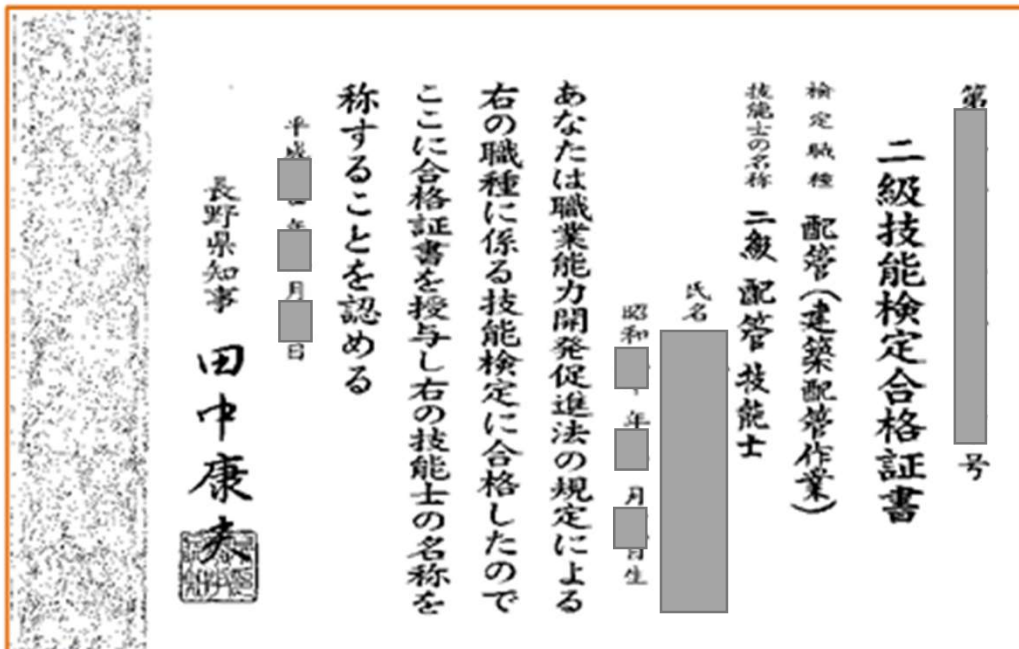 第 号
二級技能検定合格証書
検定職種 配管(建築配管作業)
技能士の名称 二級 配管技能士
氏名
昭和 年 月 日生
あなたは職業能力開発促進法の規定による
右の職種に係る技能検定に合格したので
ここに合格証書を授与し右の技能士の名称を
称することを認める
平成 年 月 日
長野県知事 田中康夫